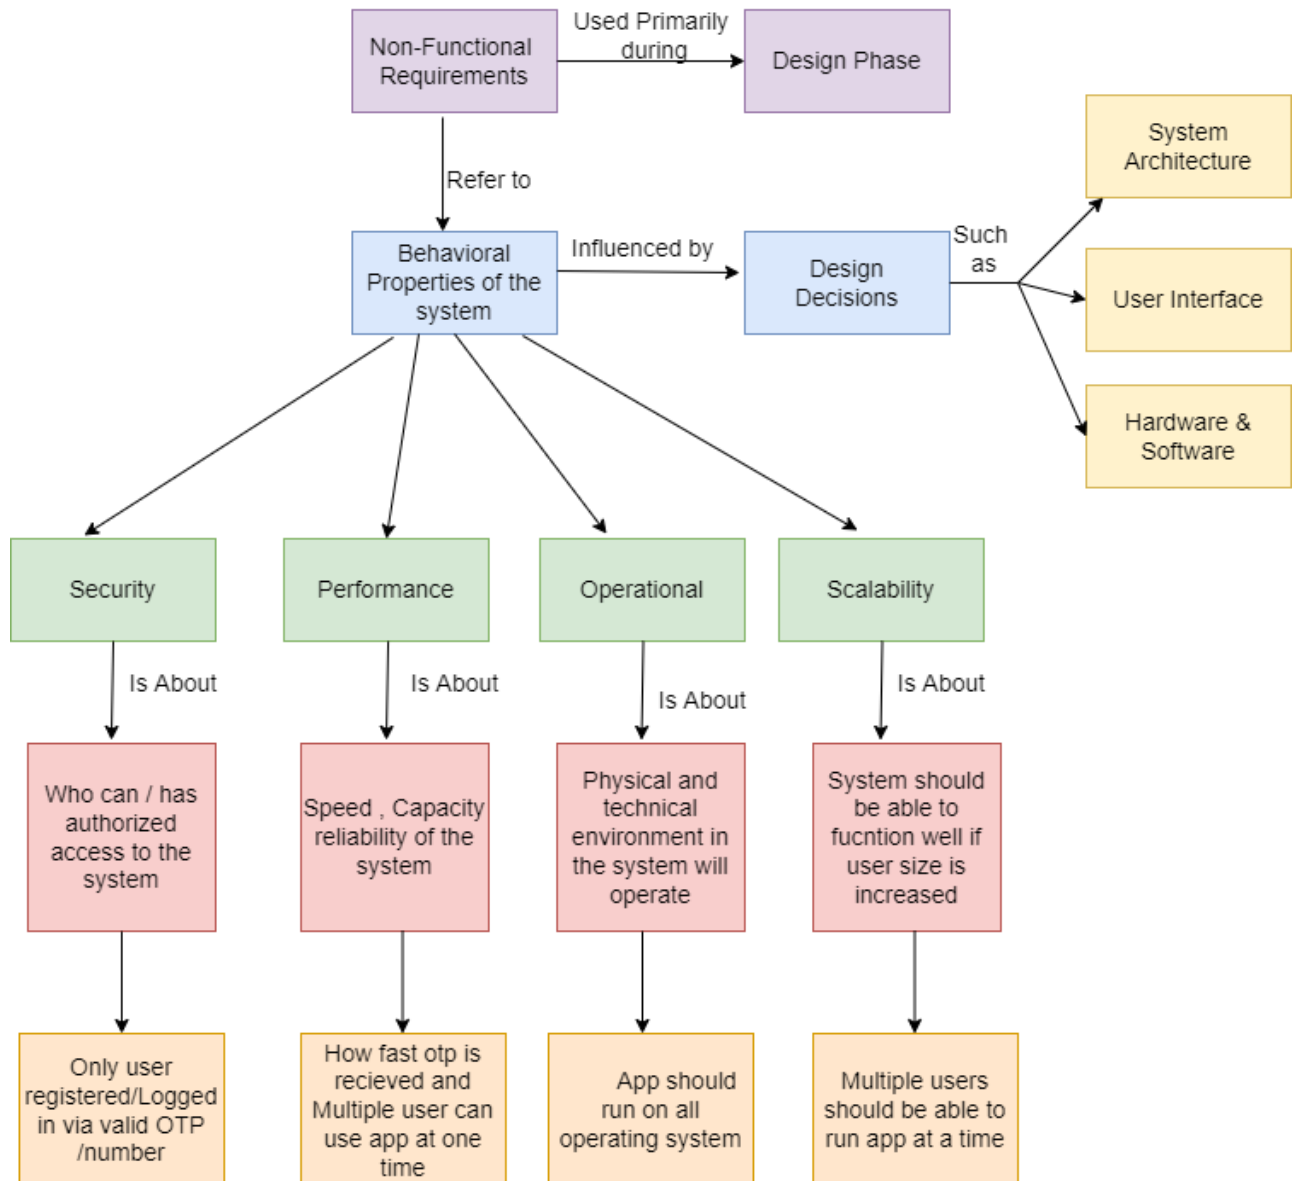 Non-Functional
Requirements
Used Primarily
during
Design Phase
System
Architecture
Refer to
Behavioral
Properties of the
system
Influenced by
Design
Decisions
Such
as
User Interface
Hardware &
Software
Security
Performance
Operational
Scalability
Is About
Is About
Is About
Is About
Who can / has
authorized
access to the
system
Speed , Capacity
reliability of the
system
Physical and
technical
environment in
the system will
operate
System should
be able to
fucntion well if
user size is
increased
Only user
registered/Logged
in via valid OTP
/number
How fast otp is
recieved and
Multiple user can
use app at one
time
App should
run on all
operating system
Multiple users
should be able to
run app at a time